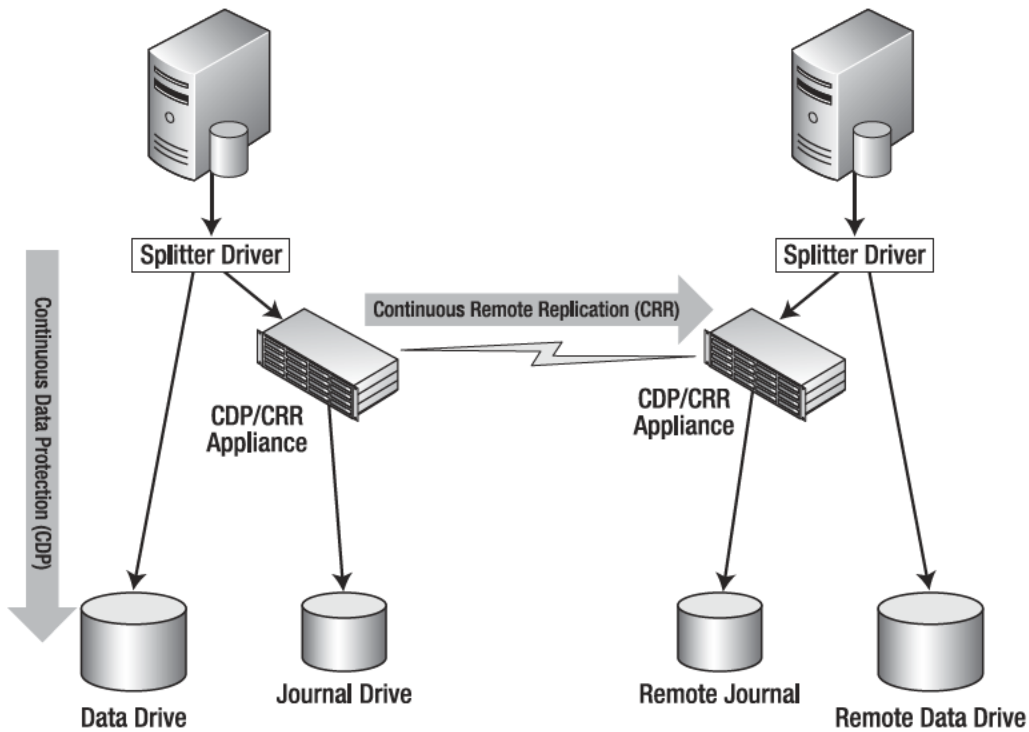 Splitter Driver
Splitter Driver
Continuous Data Protection (CDP)
Continuous Remote Replication (CRR)
CDP/CRR
Appliance
CDP/CRR
Appliance
Data Drive
Journal Drive
Remote Journal
Remote Data Drive